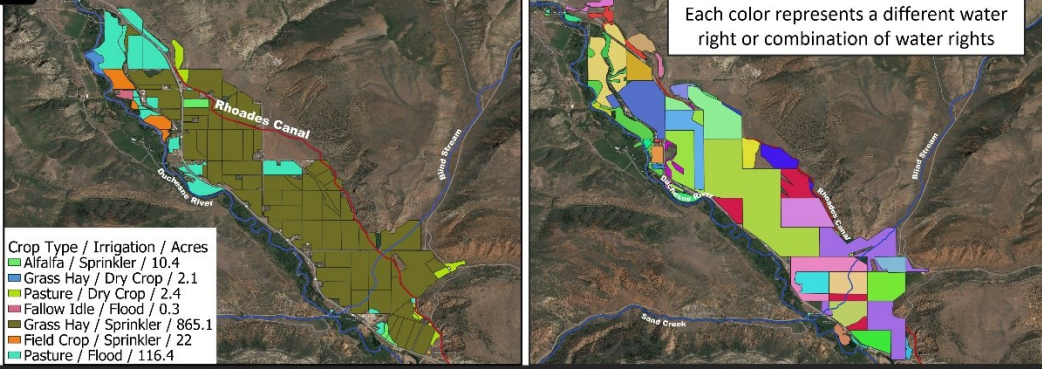 Rhoades Canal
Blind Stream
Duchesne River
Crop Type / Irrigation / Acres
Alfalfa / Sprinkler / 10.4
Grass Hay / Dry Crop / 2.1
Pasture / Dry Crop / 2.4
Fallow Idle / Flood / 0.3
Grass Hay / Sprinkler / 865.1
Field Crop / Sprinkler / 22
Pasture / Flood / 116.4
Each color represents a different water
right or combination of water rights
Blind Stream
Duchesne River
Rhoades Canal
Sand Creek